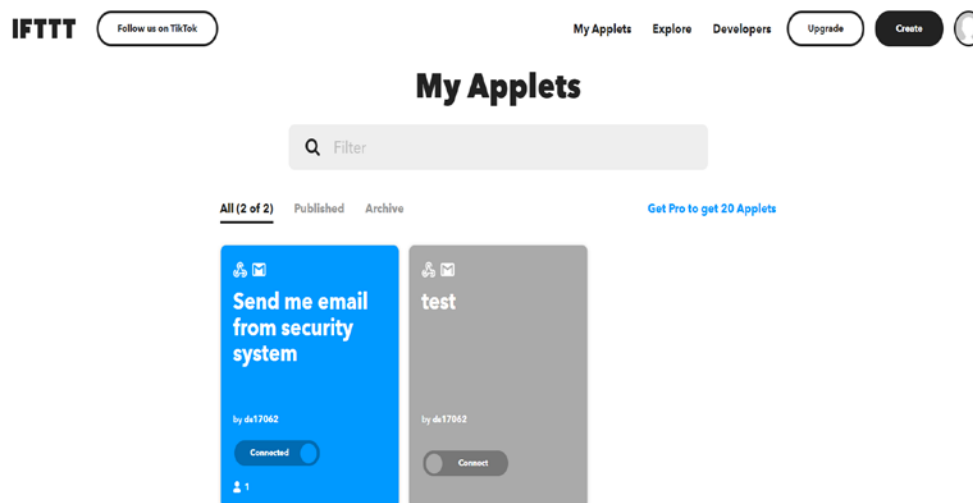 IFTTT
Follow us on TikTok
My Applets
Explore
Developers
Upgrade
Create
My Applets
Filter
All (2 of 2)
Published
Archive
Get Pro to get 20 Applets
Send me email
from security
system
by ds17062
Connected
1
test
by ds17062
Connect